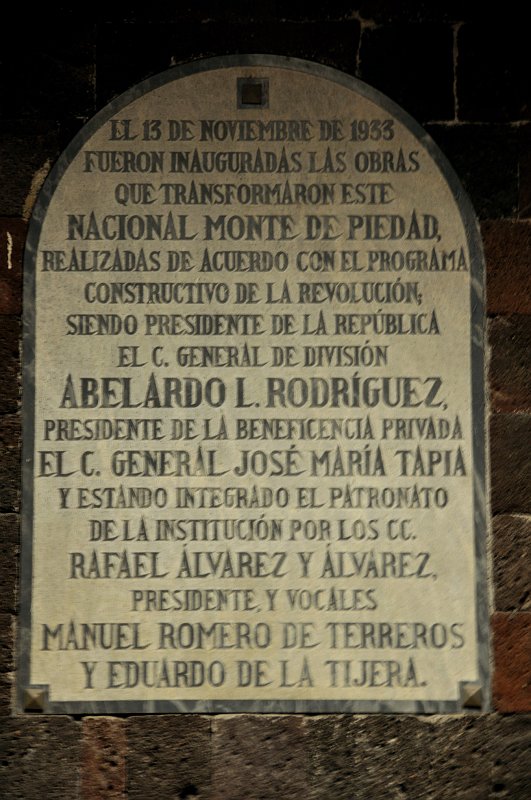 EL 13 DE NOVIEMBRE DE 1933
FUERON INAUGURADAS LAS OBRAS
QUE TRANSFORMARON ESTE
NACIONAL MONTE DE PIEDAD,
REALIZADAS DE ACUERDO CON EL PROGRAMA
CONSTRUCTIVO DE LA REVOLUCIÓN;
SIENDO PRESIDENTE DE LA REPÚBLICA
EL C. GENERAL DE DIVISIÓN
ABELARDO L. RODRÍGUEZ,
PRESIDENTE DE LA BENEFICENCIA PRIVADA
EL C. GENERAL JOSÉ MARÍA TAPIA
Y ESTANDO INTEGRADO EL PATRONATO
DE LA INSTITUCIÓN POR LOS CC.
RAFAEL ÁLVAREZ Y ÁLVAREZ,
PRESIDENTE, Y VOCALES
MANUEL ROMERO DE TERREROS
Y EDUARDO DE LA TIJERA.